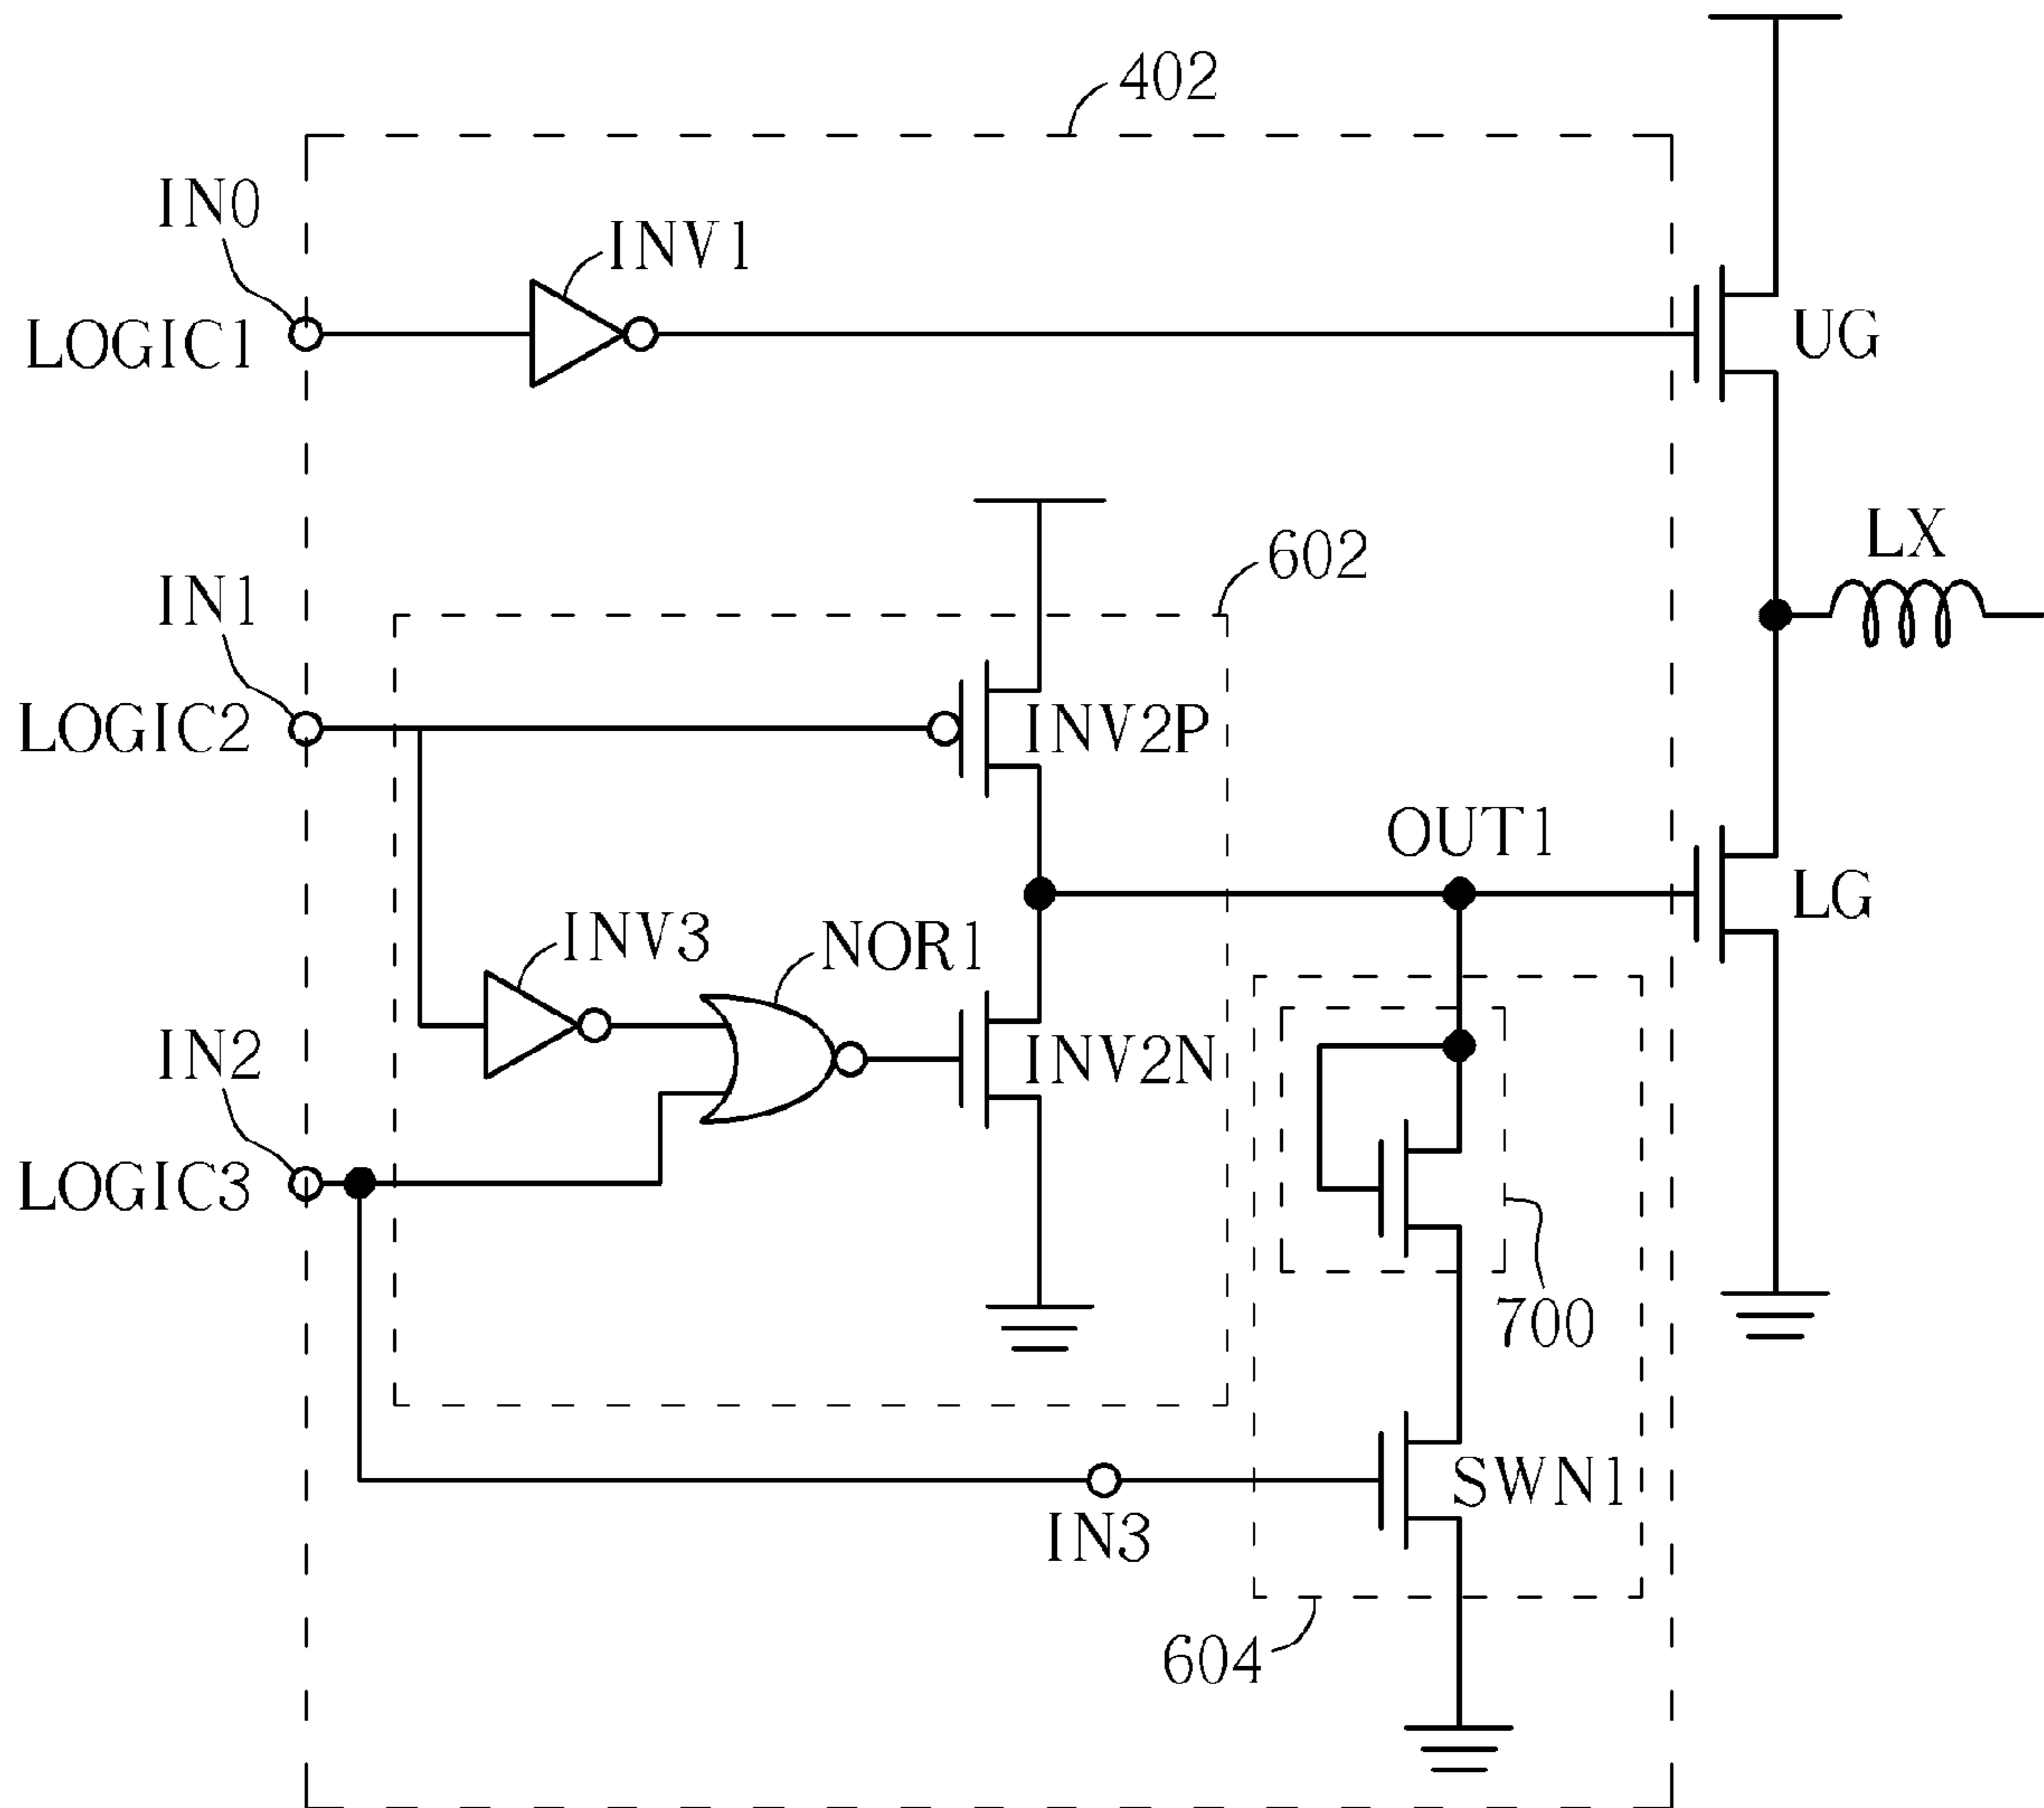 402
IN0
INV1
LOGIC1
UG
LX
602
IN1
LOGIC2
INV2P
OUT1
LG
INV3
NOR1
IN2
INV2N
LOGIC3
700
SWN1
IN3
604